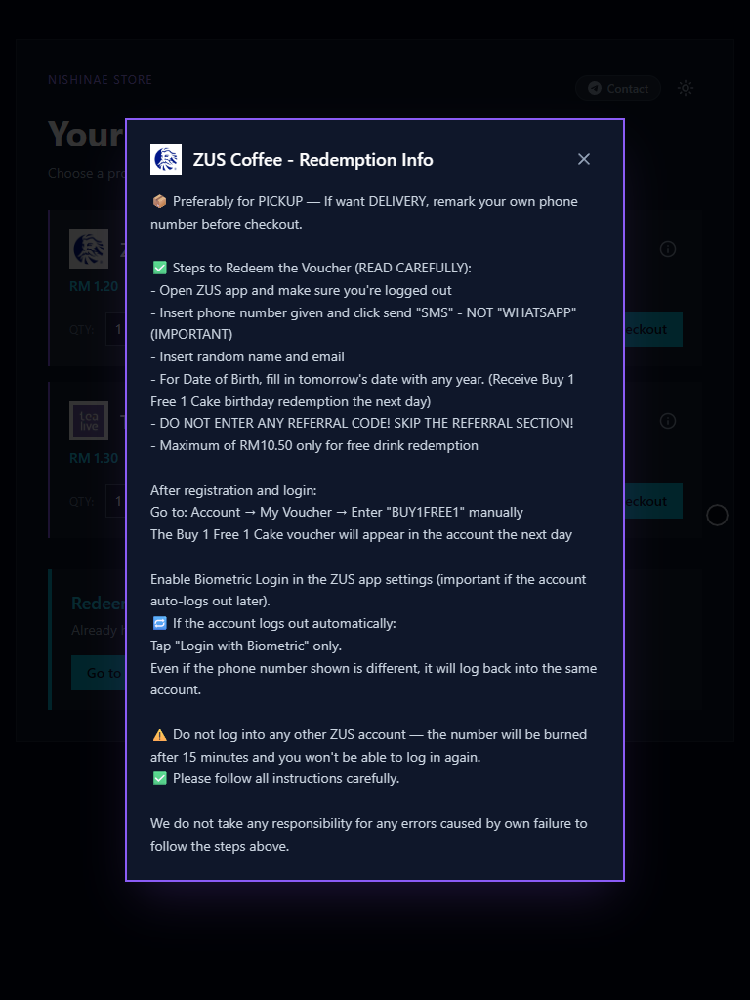 NISHINAE STORE
Contact
Your
Choose a pro
ZUS Coffee - Redemption Info
📦 Preferably for PICKUP — If want DELIVERY, remark your own phone
number before checkout.
✅ Steps to Redeem the Voucher (READ CAREFULLY):
- Open ZUS app and make sure you're logged out
- Insert phone number given and click send "SMS" - NOT "WHATSAPP"
(IMPORTANT)
- Insert random name and email
- For Date of Birth, fill in tomorrow's date with any year. (Receive Buy 1
Free 1 Cake birthday redemption the next day)
- DO NOT ENTER ANY REFERRAL CODE! SKIP THE REFERRAL SECTION!
- Maximum of RM10.50 only for free drink redemption
After registration and login:
Go to: Account → My Voucher → Enter "BUY1FREE1" manually
The Buy 1 Free 1 Cake voucher will appear in the account the next day
Enable Biometric Login in the ZUS app settings (important if the account
auto-logs out later).
🔁 If the account logs out automatically:
Tap "Login with Biometric" only.
Even if the phone number shown is different, it will log back into the same
account.
⚠️ Do not log into any other ZUS account — the number will be burned
after 15 minutes and you won't be able to log in again.
✅ Please follow all instructions carefully.
We do not take any responsibility for any errors caused by own failure to
follow the steps above.
RM 1.20
QTY: 1
eckout
tea
live
RM 1.30
QTY: 1
eckout
Redee
Already h
Go to